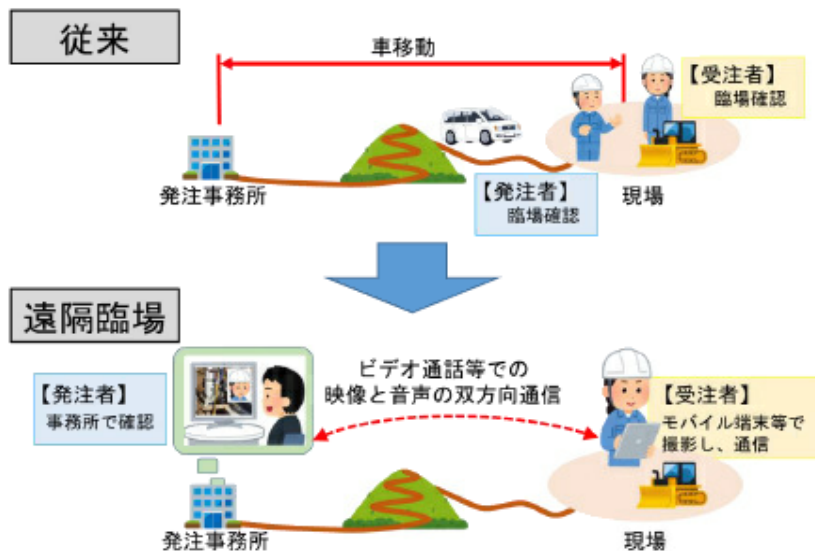 従来
車移動
【受注者】
臨場確認
発注事務所
【発注者】
臨場確認
現場
遠隔臨場
ビデオ通話等での
映像と音声の双方向通信
【発注者】
事務所で確認
【受注者】
モバイル端末等で
撮影し、通信
発注事務所
現場